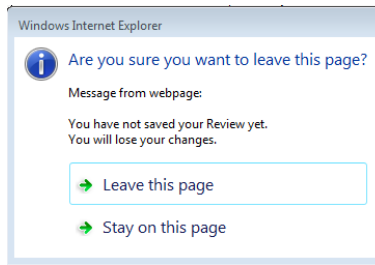 Windows Internet Explorer
Are you sure you want to leave this page?
Message from webpage:
You have not saved your Review yet.
You will lose your changes.
Leave this page
Stay on this page